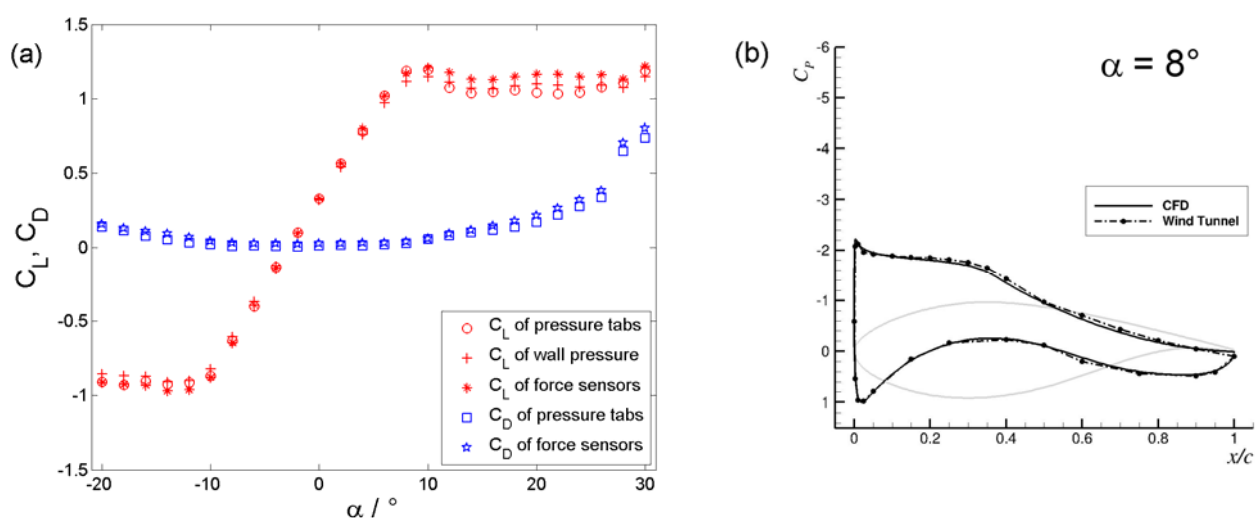 (a)
C_L, C_D
1.5
1
0.5
0
-0.5
-1
-1.5
-20
-10
0
10
20
30
α / °
C_L of pressure tabs
C_L of wall pressure
C_L of force sensors
C_D of pressure tabs
C_D of force sensors
(b)
C_P
α = 8°
-6
-5
-4
-3
-2
-1
0
1
CFD
Wind Tunnel
0
0.2
0.4
0.6
0.8
1
x/c